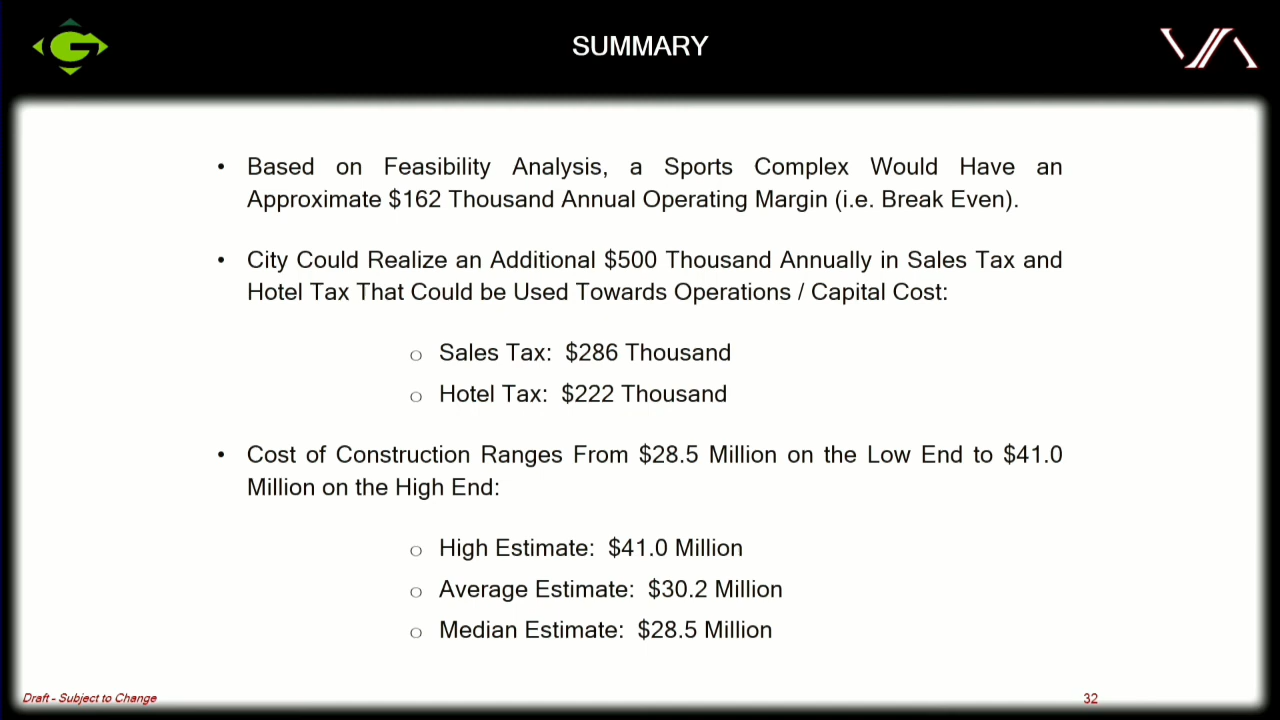 SUMMARY
• Based on Feasibility Analysis, a Sports Complex Would Have an
Approximate $162 Thousand Annual Operating Margin (i.e. Break Even).
• City Could Realize an Additional $500 Thousand Annually in Sales Tax and
Hotel Tax That Could be Used Towards Operations / Capital Cost:
o Sales Tax: $286 Thousand
o Hotel Tax: $222 Thousand
• Cost of Construction Ranges From $28.5 Million on the Low End to $41.0
Million on the High End:
o High Estimate: $41.0 Million
o Average Estimate: $30.2 Million
o Median Estimate: $28.5 Million
Draft - Subject to Change
32